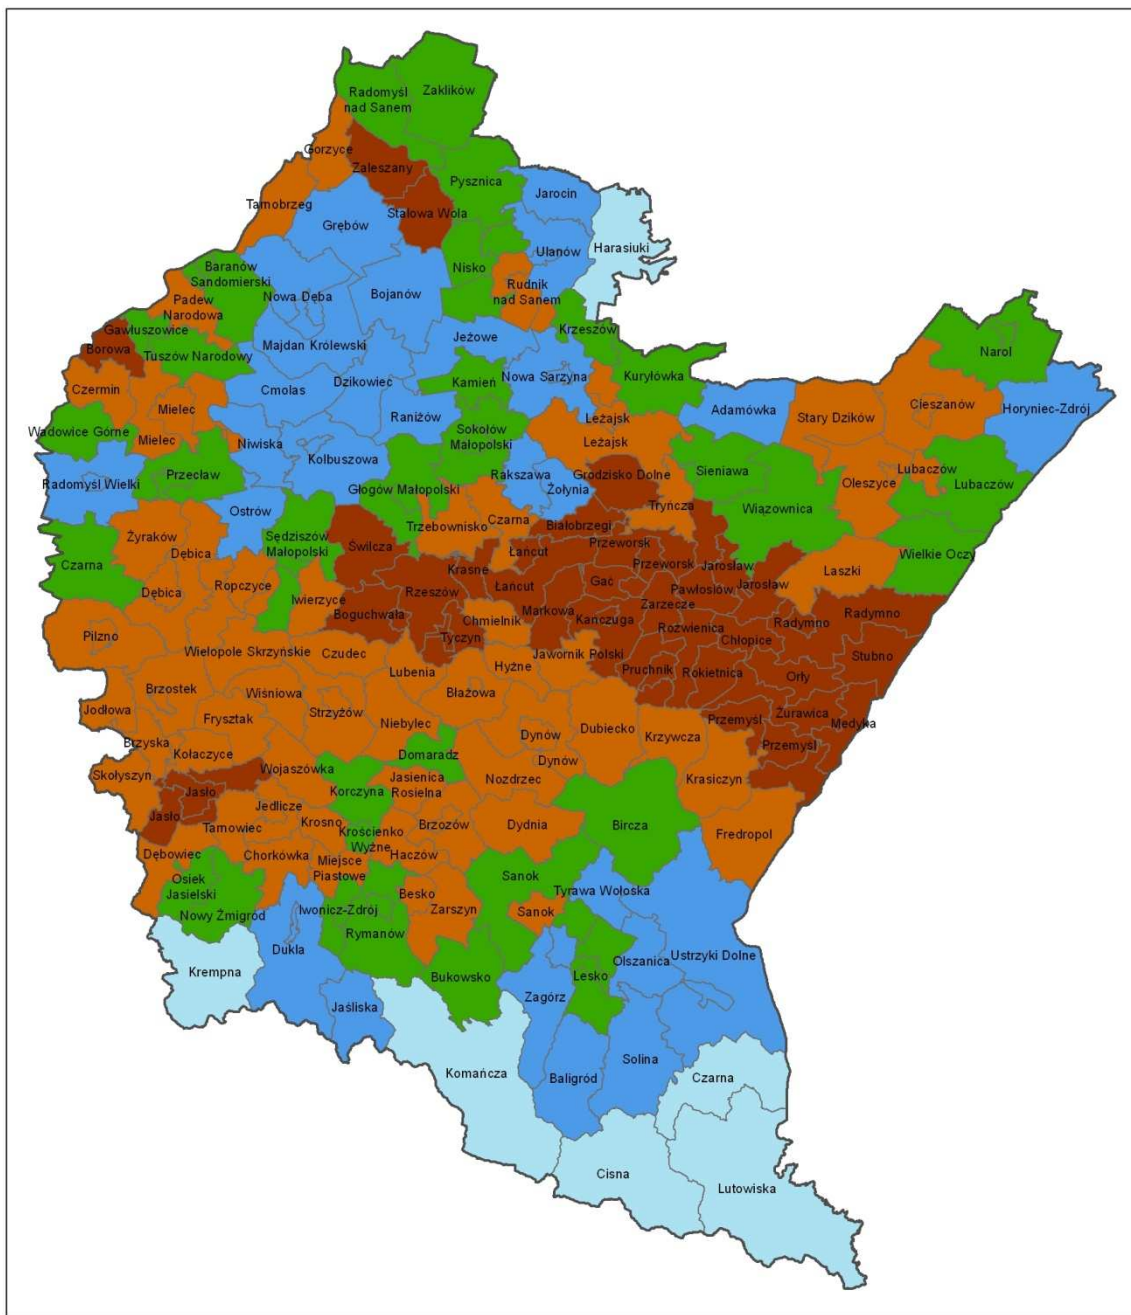 Radomyśl
nad Sanem
Zaklików
Gorzyce
Zaleszany
Pysznica
Jarocin
Tarnobrzeg
Stalowa Wola
Grębów
Harasiuki
Ulanów
Nisko
Baranów
Sandomierski
Rudnik
nad Sanem
Nowa Dęba
Bojanów
Padew
Narodowa
Gawłuszowice
Krzeszów
Borowa
Tuszów Narodowy
Majdan Królewski
Jeżowe
Narol
Czermin
Cmolas
Dzikowiec
Kamień
Nowa Sarzyna
Kuryłówka
Mielec
Cieszanów
Horyniec-Zdrój
Adamówka
Stary Dzików
Raniżów
Leżajsk
Wadowice Górne
Mielec
Niwiska
Sokołów
Małopolski
Leżajsk
Kolbuszowa
Przecław
Rakszawa
Grodzisko Dolne
Sieniawa
Lubaczów
Oleszyce
Lubaczów
Radomyśl Wielki
Głogów Małopolski
Żołynia
Ostrów
Tryńcza
Wiązownica
Żyraków
Sędziszów
Małopolski
Trzebownisko
Czarna
Białobrzegi
Dębica
Świlcza
Łańcut
Przeworsk
Wielkie Oczy
Czarna
Krasne
Przeworsk
Jarosław
Laszki
Dębica
Ropczyce
Iwierzyce
Rzeszów
Łańcut
Gać
Pawłosiów
Jarosław
Boguchwała
Markowa
Zarzecze
Radymno
Chmielnik
Kańczuga
Radymno
Pilzno
Tyczyn
Roźwienica
Chłopice
Wielopole Skrzyńskie
Czudec
Jawornik Polski
Stubno
Lubenia
Hyżne
Pruchnik
Rokietnica
Orły
Brzostek
Wiśniowa
Błażowa
Jodłowa
Frysztak
Strzyżów
Niebylec
Dubiecko
Przemyśl
Żurawica
Medyka
Brzyska
Kołaczyce
Dynów
Krzywcza
Przemyśl
Skołyszyn
Wojaszówka
Domaradz
Dynów
Jasło
Jasienica
Rosielna
Nozdrzec
Krasiczyn
Korczyna
Jasło
Jedlicze
Tarnowiec
Krosno
Krościenko
Wyżne
Brzozów
Dydnia
Bircza
Fredropol
Dębowiec
Chorkówka
Miejsce
Piastowe
Haczów
Osiek
Jasielski
Besko
Sanok
Tyrawa Wołoska
Nowy Żmigród
Iwonicz-Zdrój
Zarszyn
Sanok
Rymanów
Dukla
Olszanica
Ustrzyki Dolne
Krempna
Bukowsko
Lesko
Zagórz
Jaśliska
Solina
Komańcza
Baligród
Czarna
Cisna
Lutowiska